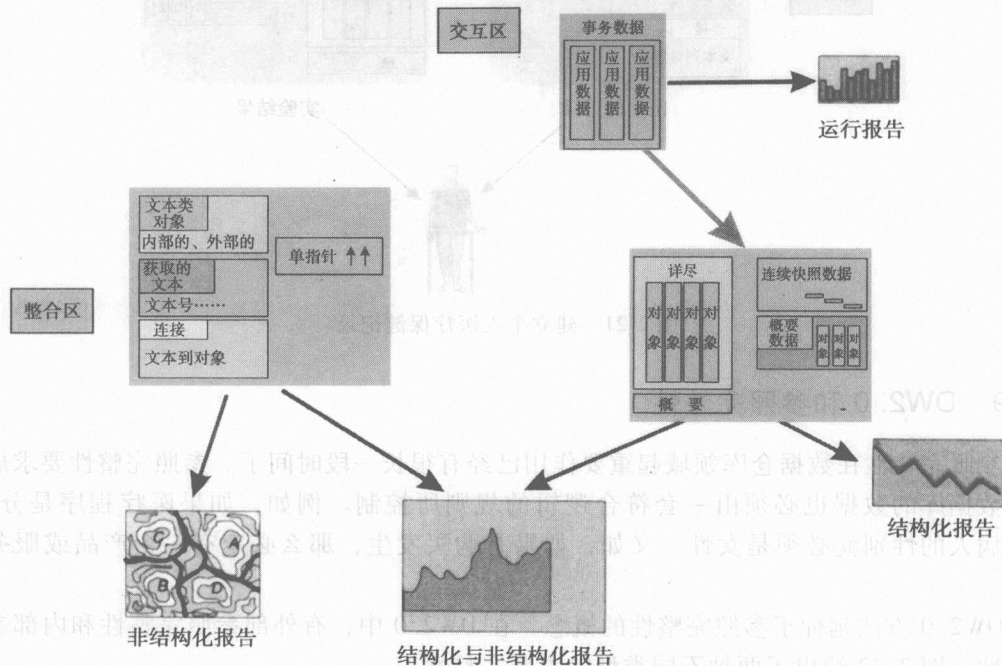 交互区
事务数据
应用数据
应用数据
应用数据
运行报告
文本类
对象
内部的、外部的
获取的
文本
文本号……
连接
文本到对象
单指针
整合区
详尽
对象
对象
对象
对象
概 要
连续快照数据
概要
数据
对象
对象
对象
结构化报告
C
A
B
D
非结构化报告
结构化与非结构化报告